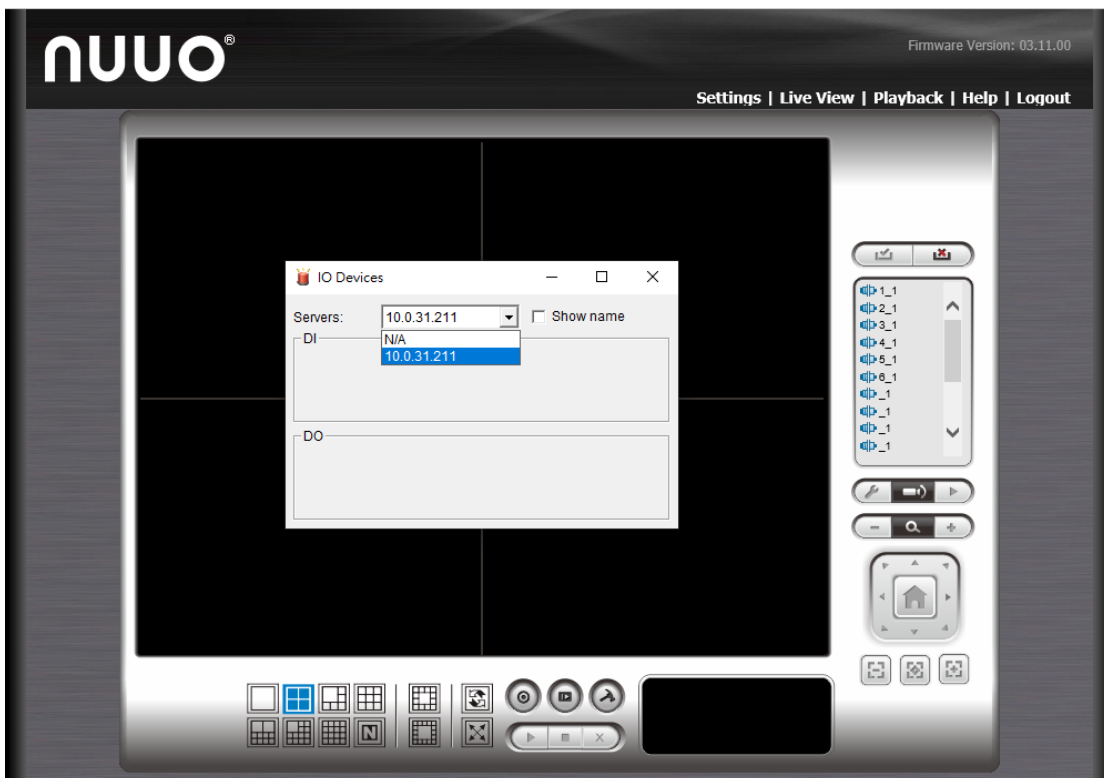 nuuo®
Firmware Version: 03.11.00
Settings | Live View | Playback | Help | Logout
IO Devices
Servers: 10.0.31.211 Show name
N/A
10.0.31.211
DI
DO
1_1
2_1
3_1
4_1
5_1
6_1
_1
_1
_1
_1
N